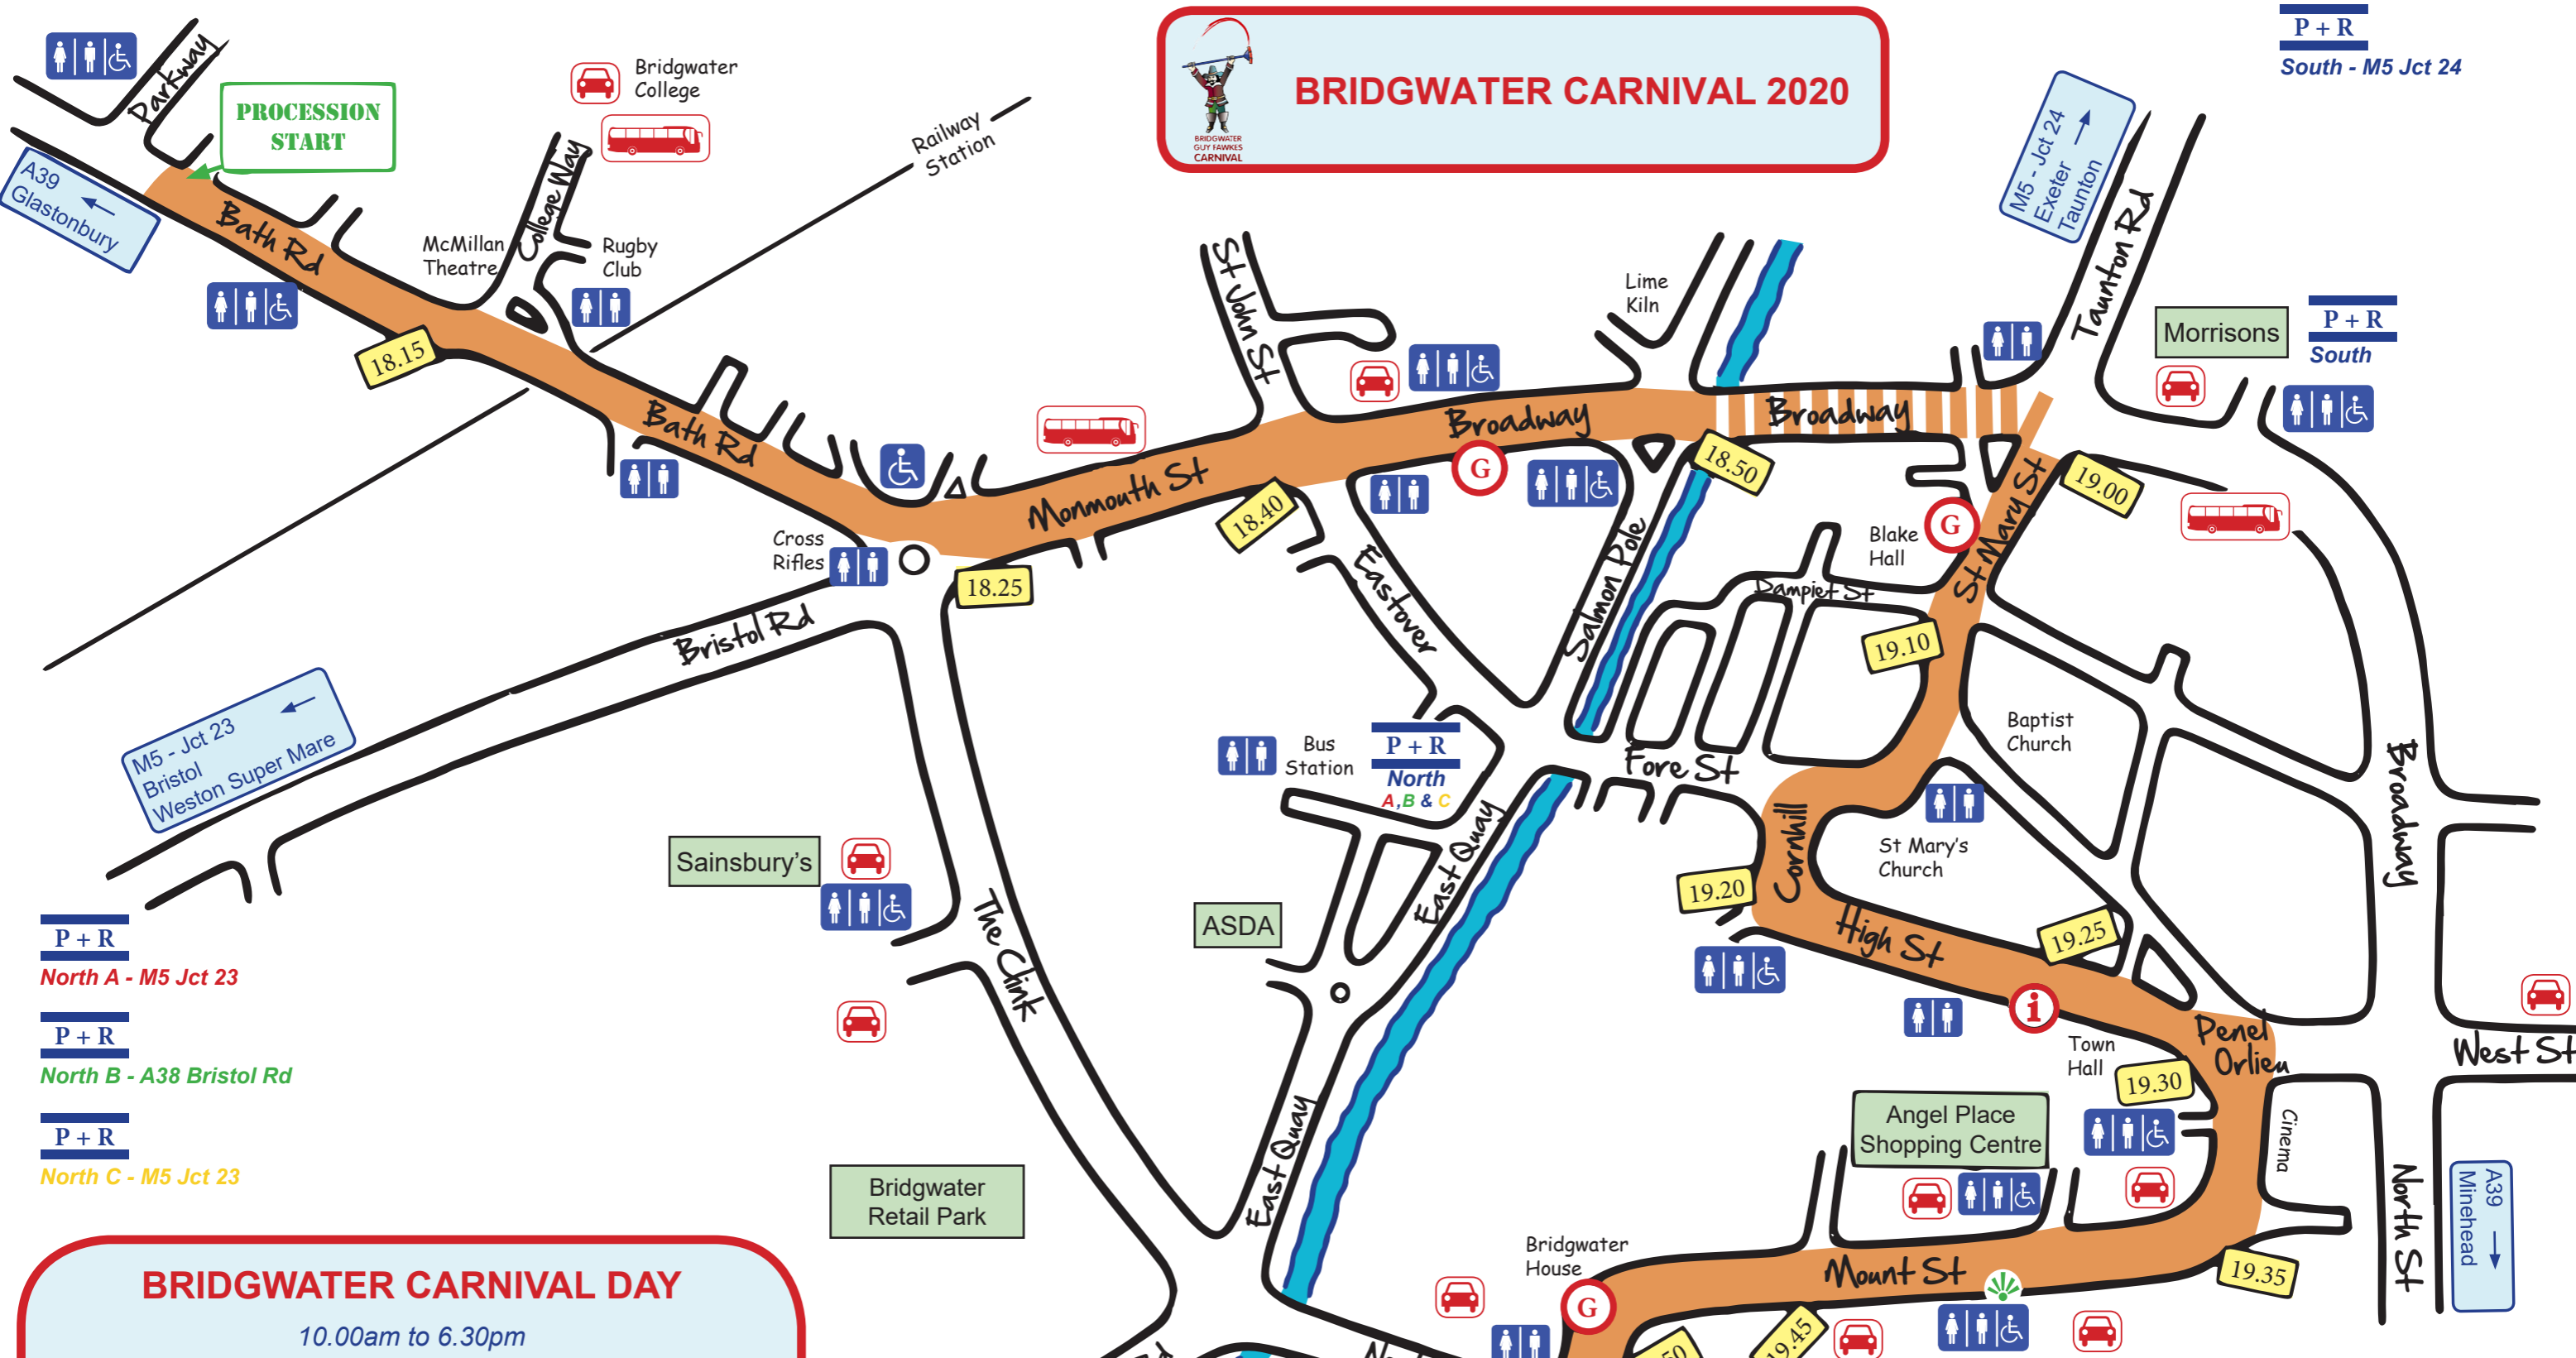 BRIDGWATER CARNIVAL 2020
BRIDGWATER
GUY FAWKES
CARNIVAL
P + R
South - M5 Jct 24
Parkway
PROCESSION
START
A39
Glastonbury
Bath Rd
18.15
McMillan
Theatre
College Way
Bridgwater
College
Rugby
Club
Railway
Station
Bath Rd
Cross
Rifles
18.25
Monmouth St
18.40
St John St
Broadway
G
Lime
Kiln
18.50
Broadway
M5 - Jct 24
Exeter
Taunton
Taunton Rd
Morrisons
P + R
South
19.00
St Mary St
Blake
Hall
G
Dampiet St
19.10
Eastover
Salmon Pole
Bristol Rd
M5 - Jct 23
Bristol
Weston Super Mare
Bus
Station
P + R
North
A,B & C
Fore St
Baptist
Church
Broadway
Cornhill
St Mary's
Church
Sainsbury's
The Clink
ASDA
East Quay
19.20
High St
19.25
i
Town
Hall
Penel
Orlieu
West St
19.30
P + R
North A - M5 Jct 23
P + R
North B - A38 Bristol Rd
P + R
North C - M5 Jct 23
Bridgwater
Retail Park
East Quay
Angel Place
Shopping Centre
Cinema
North St
A39
Minehead
19.35
Mount St
Bridgwater
House
G
19.45
BRIDGWATER CARNIVAL DAY
10.00am to 6.30pm